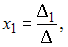 x₁ = Δ₁/Δ,